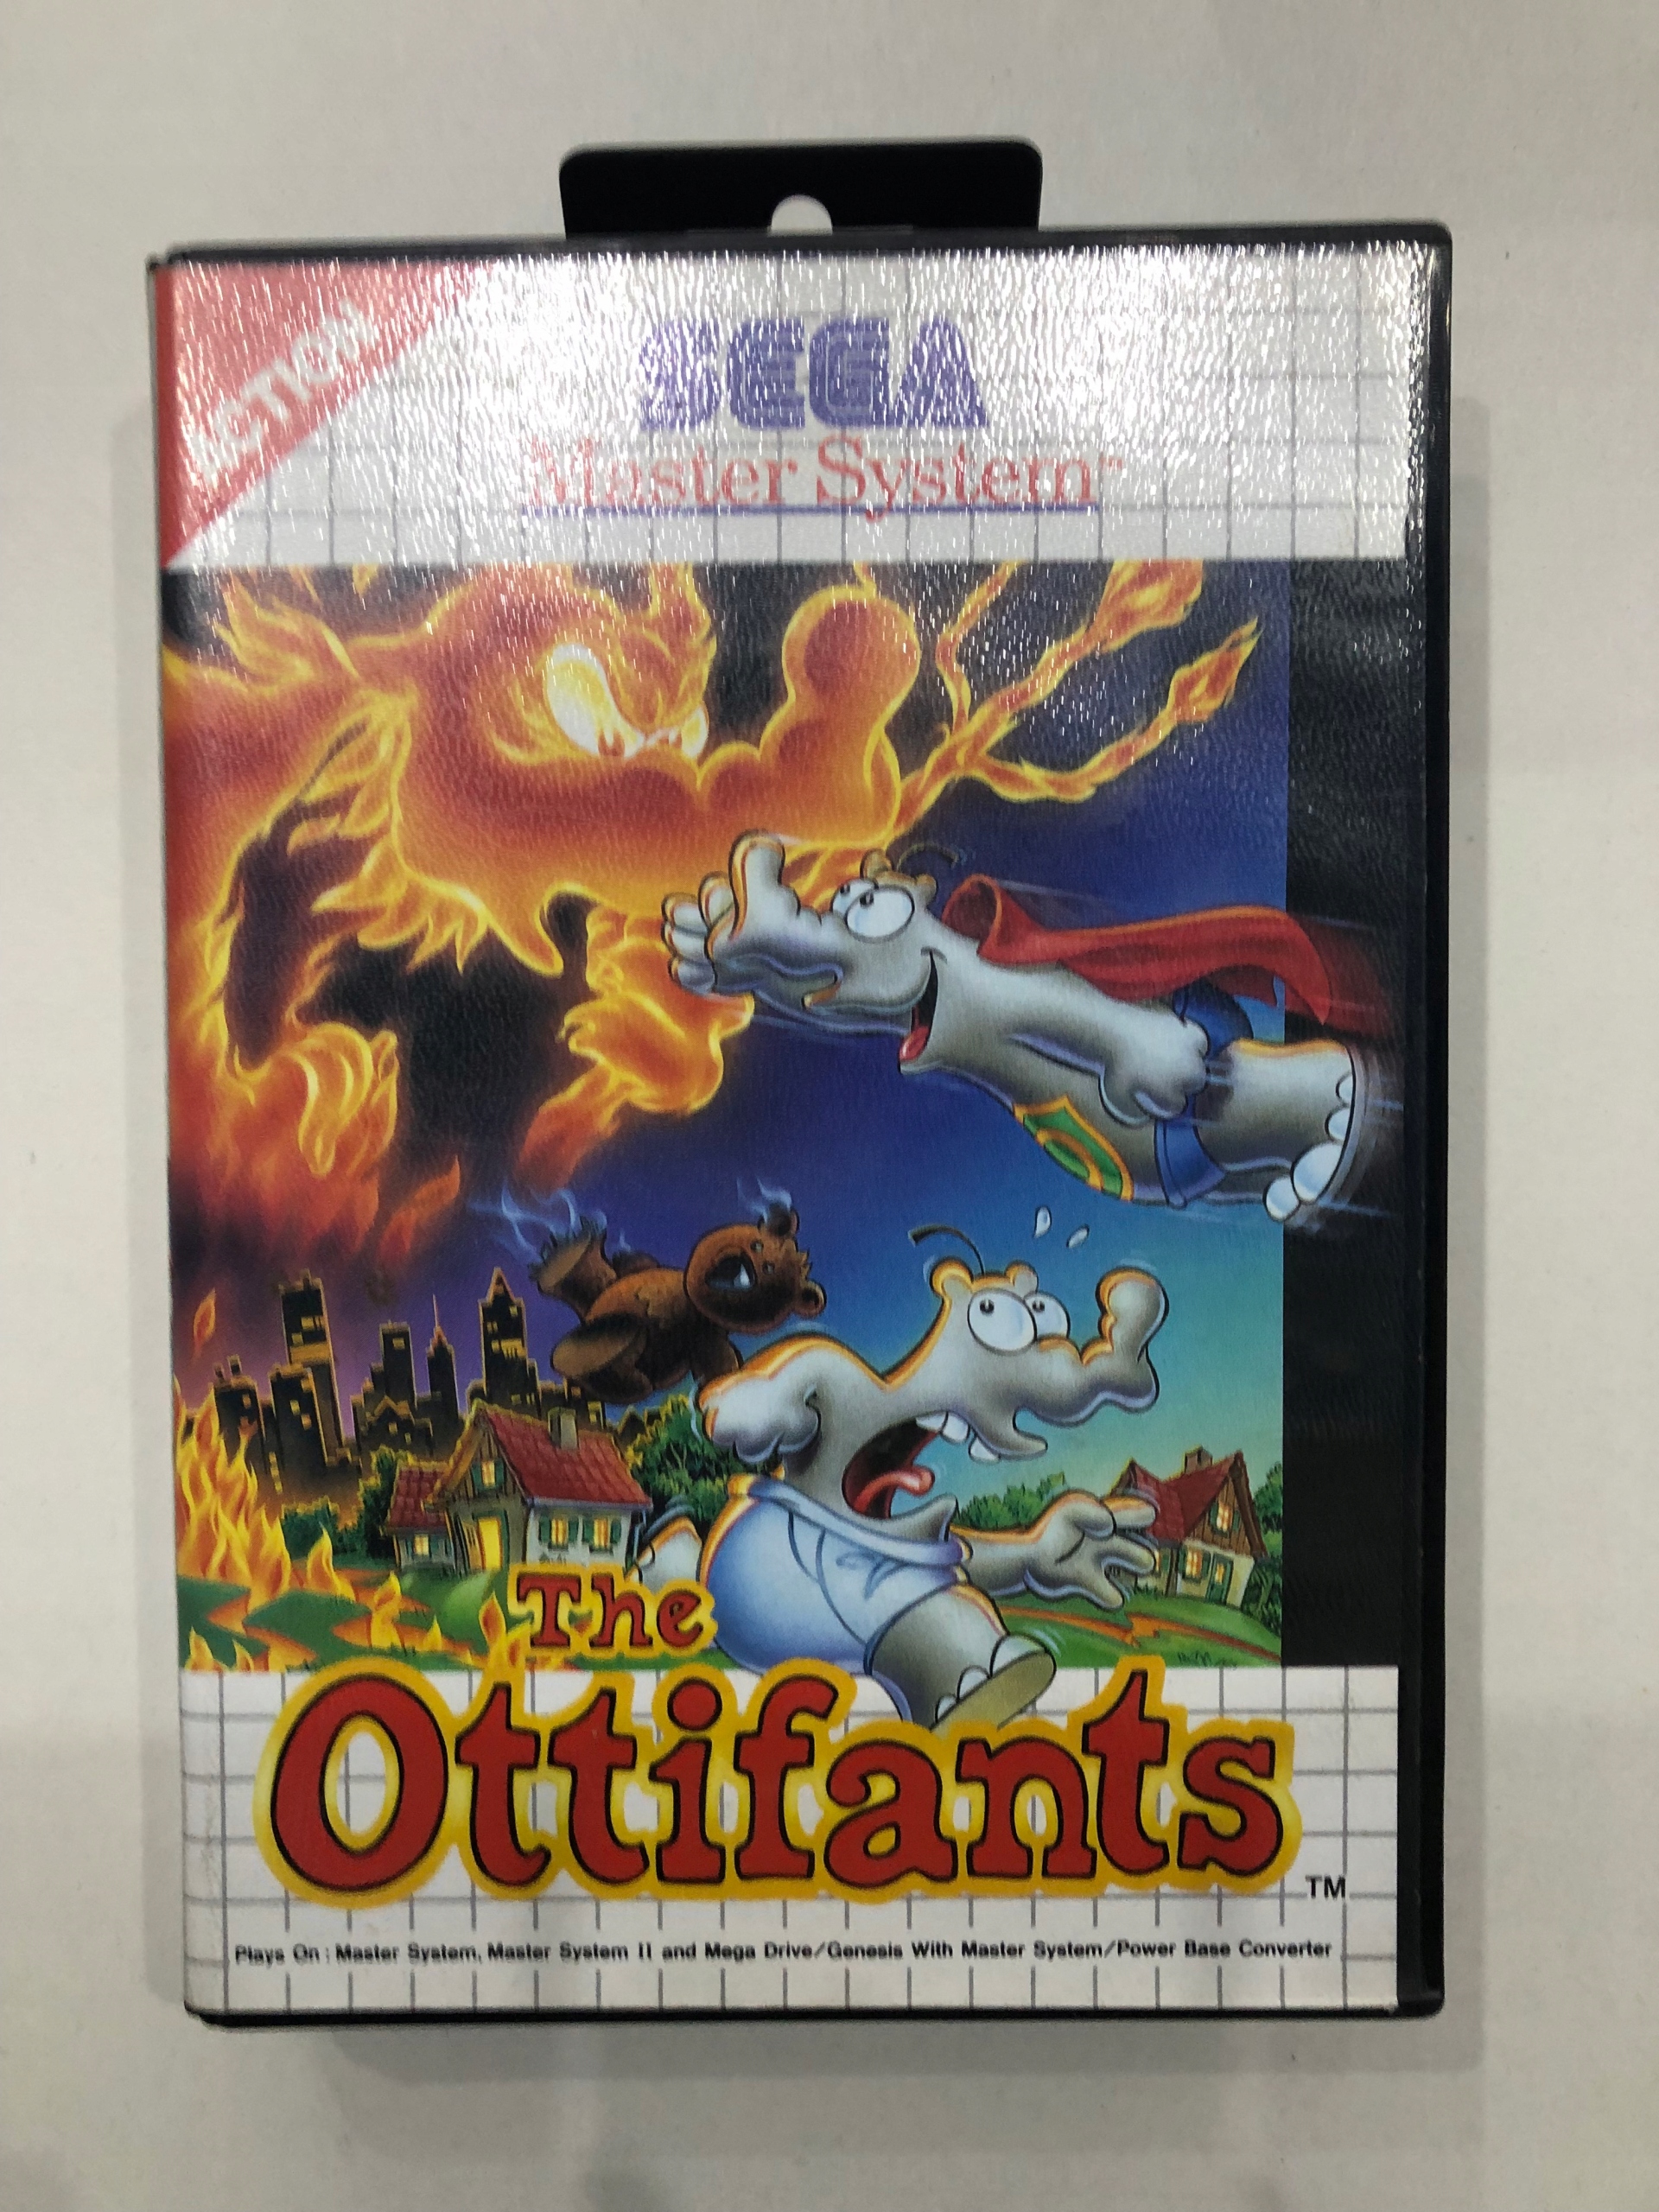 ACTION
SEGA
Master System™
The
Ottifants
TM
Plays On : Master System, Master System II and Mega Drive/Genesis With Master System/Power Base Converter